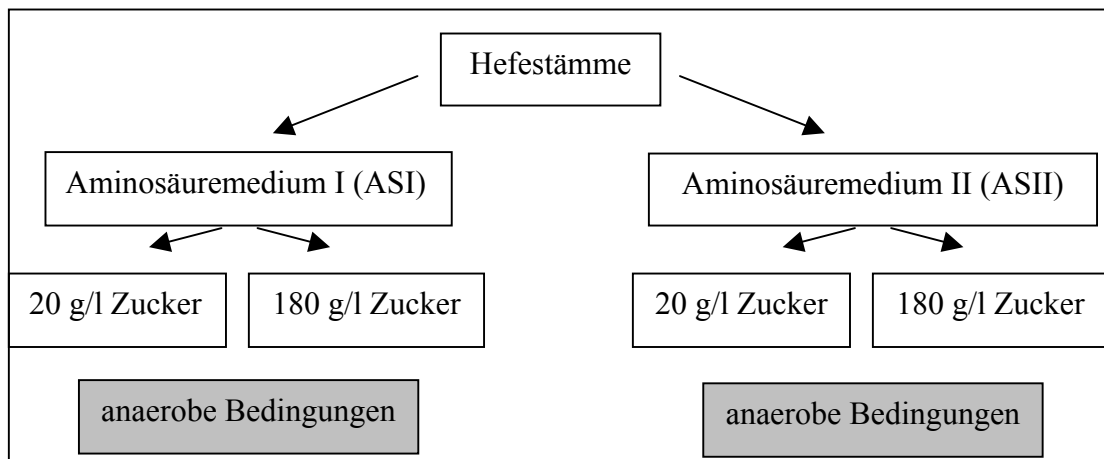 Hefestämme
Aminosäuremedium I (ASI)
Aminosäuremedium II (ASII)
20 g/l Zucker
180 g/l Zucker
20 g/l Zucker
180 g/l Zucker
anaerobe Bedingungen
anaerobe Bedingungen